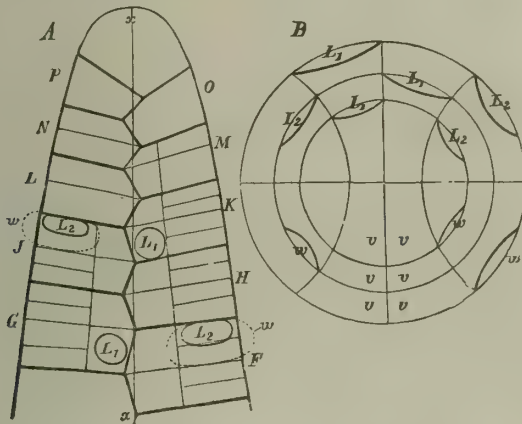 A x B
P O
N M
L K
w L₂ L₁
J H
G L₂ w
L₁ F
x
L₁
L₁
L₂ L₁ L₂
L₂
w v v w w
v v
v v